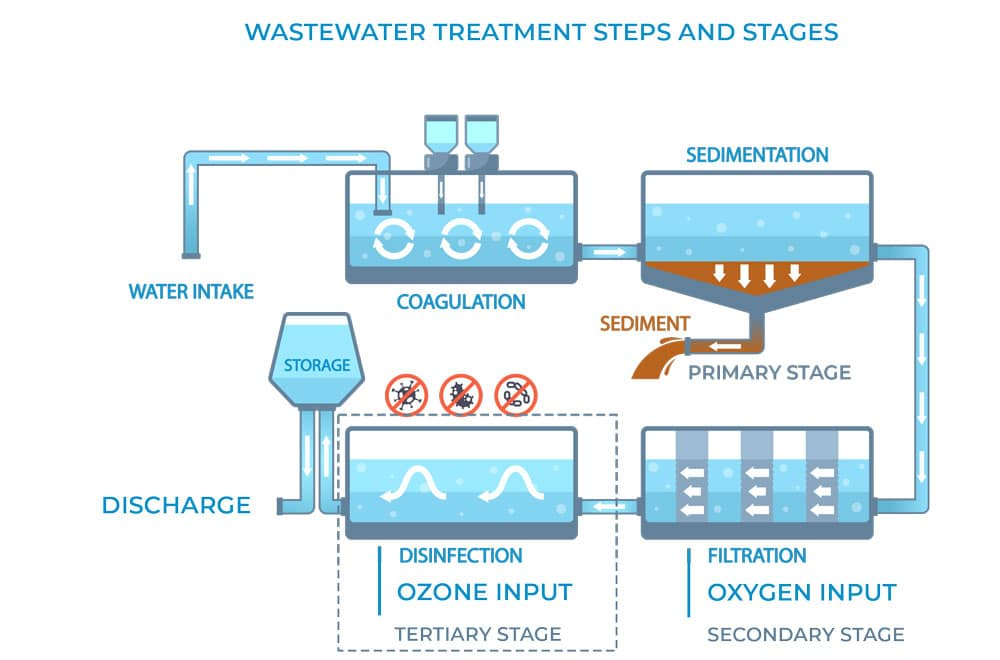 WASTEWATER TREATMENT STEPS AND STAGES
SEDIMENTATION
WATER INTAKE
COAGULATION
SEDIMENT
STORAGE
PRIMARY STAGE
DISCHARGE
DISINFECTION
OZONE INPUT
TERTIARY STAGE
FILTRATION
OXYGEN INPUT
SECONDARY STAGE